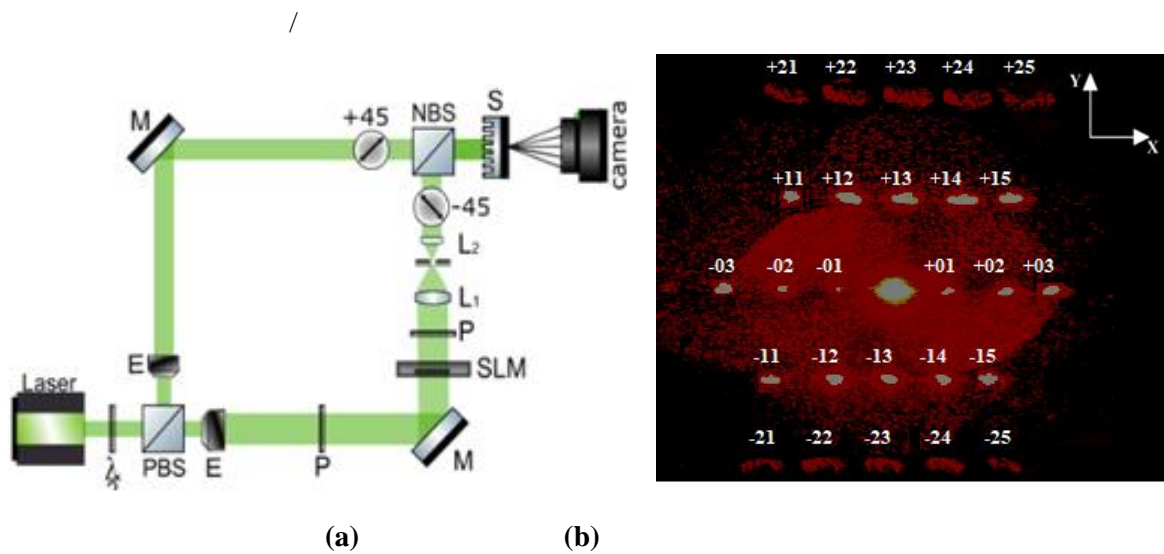 /
+45
NBS
S
M
camera
-45
L2
L1
P
SLM
E
Laser
λ/2
PBS
E
P
M
(a)
+21 +22 +23 +24 +25
Y
X
+11 +12 +13 +14 +15
-03 -02 -01 +01 +02 +03
-11 -12 -13 -14 -15
-21 -22 -23 -24 -25
(b)